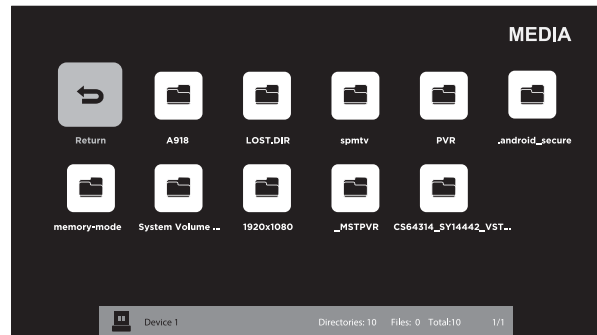 MEDIA
Return A918 LOST.DIR spmtv PVR .android_secure
memory-mode System Volume ... 1920x1080 _MSTPVR CS64314_SY14442_VST...
Device 1 Directories: 10 Files: 0 Total:10 1/1